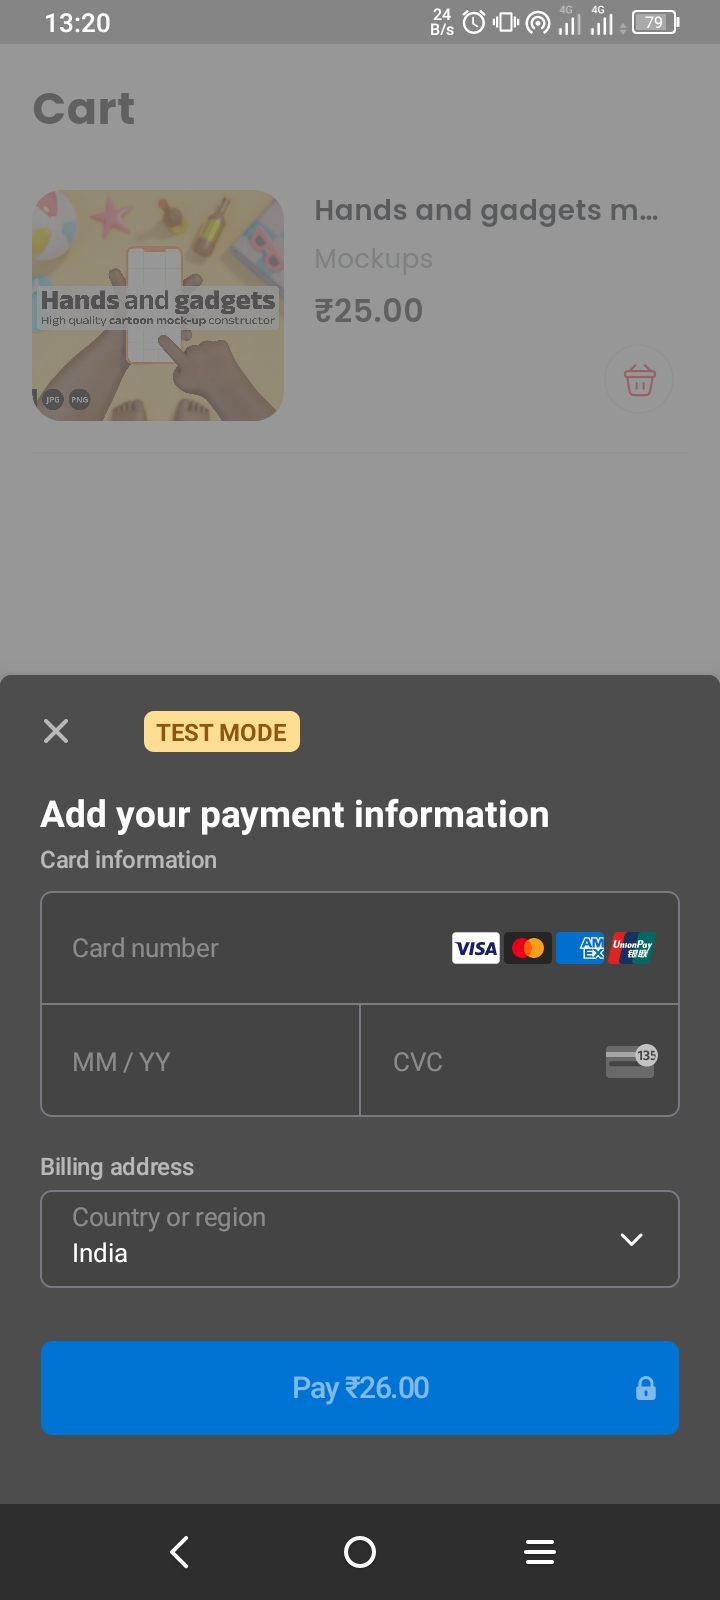 13:20
24
B/s
4G
4G
79
Cart
Hands and gadgets m...
Mockups
₹25.00
Hands and gadgets
High quality cartoon mock-up constructor
JPG PNG
TEST MODE
Add your payment information
Card information
Card number
VISA
AM
EX
UnionPay
银联
MM / YY
CVC
135
Billing address
Country or region
India
Pay ₹26.00